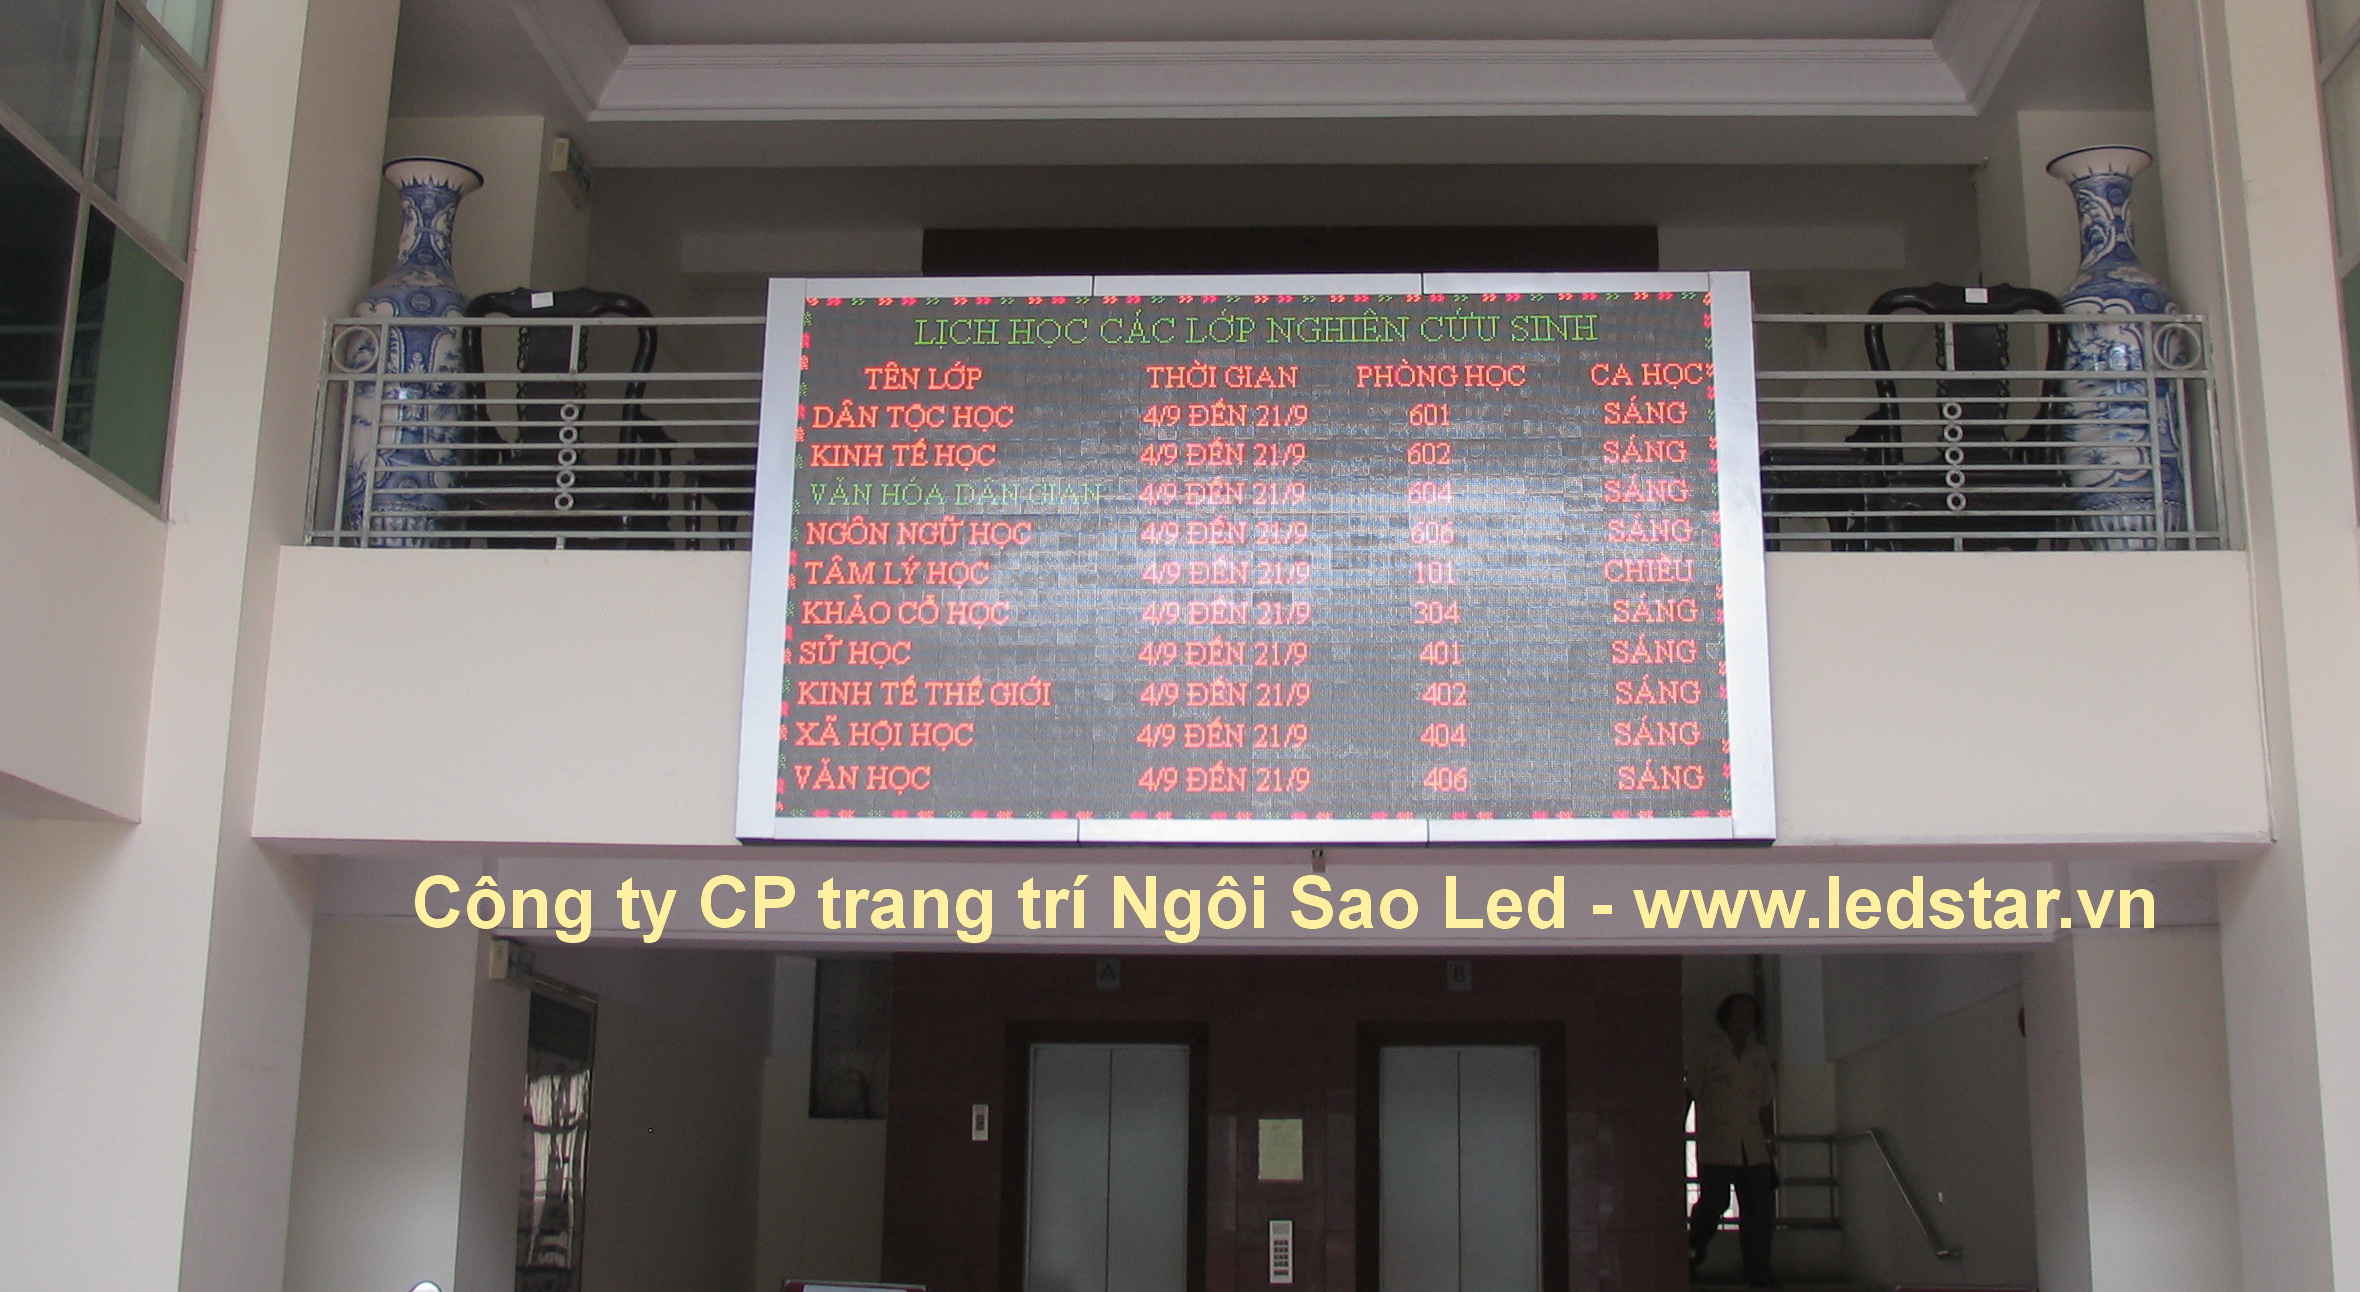 LỊCH HỌC CÁC LỚP NGHIÊN CỨU SINH
TÊN LỚP THỜI GIAN PHÒNG HỌC CA HỌC
DÂN TỘC HỌC 4/9 ĐẾN 21/9 601 SÁNG
KINH TẾ HỌC 4/9 ĐẾN 21/9 602 SÁNG
VĂN HÓA DÂN GIAN 4/9 ĐẾN 21/9 604 SÁNG
NGÔN NGỮ HỌC 4/9 ĐẾN 21/9 606 SÁNG
TÂM LÝ HỌC 4/9 ĐẾN 21/9 101 CHIỀU
KHẢO CỔ HỌC 4/9 ĐẾN 21/9 304 SÁNG
SỬ HỌC 4/9 ĐẾN 21/9 401 SÁNG
KINH TẾ THẾ GIỚI 4/9 ĐẾN 21/9 402 SÁNG
XÃ HỘI HỌC 4/9 ĐẾN 21/9 404 SÁNG
VĂN HỌC 4/9 ĐẾN 21/9 406 SÁNG
Công ty CP trang trí Ngôi Sao Led - www.ledstar.vn
A B